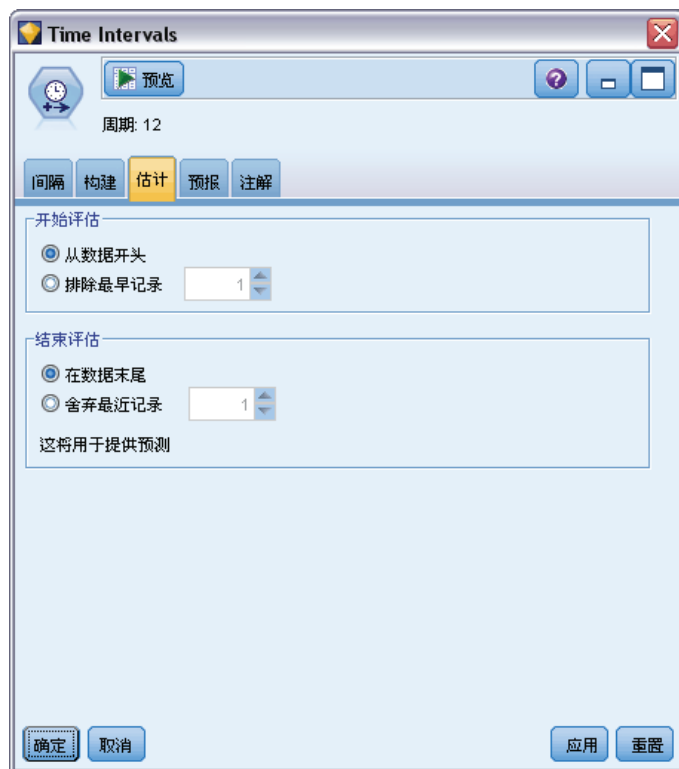 Time Intervals
预览
周期: 12
间隔 构建 估计 预报 注解
开始评估
从数据开头
排除最早记录 1
结束评估
在数据末尾
舍弃最近记录 1
这将用于提供预测
确定 取消 应用 重置